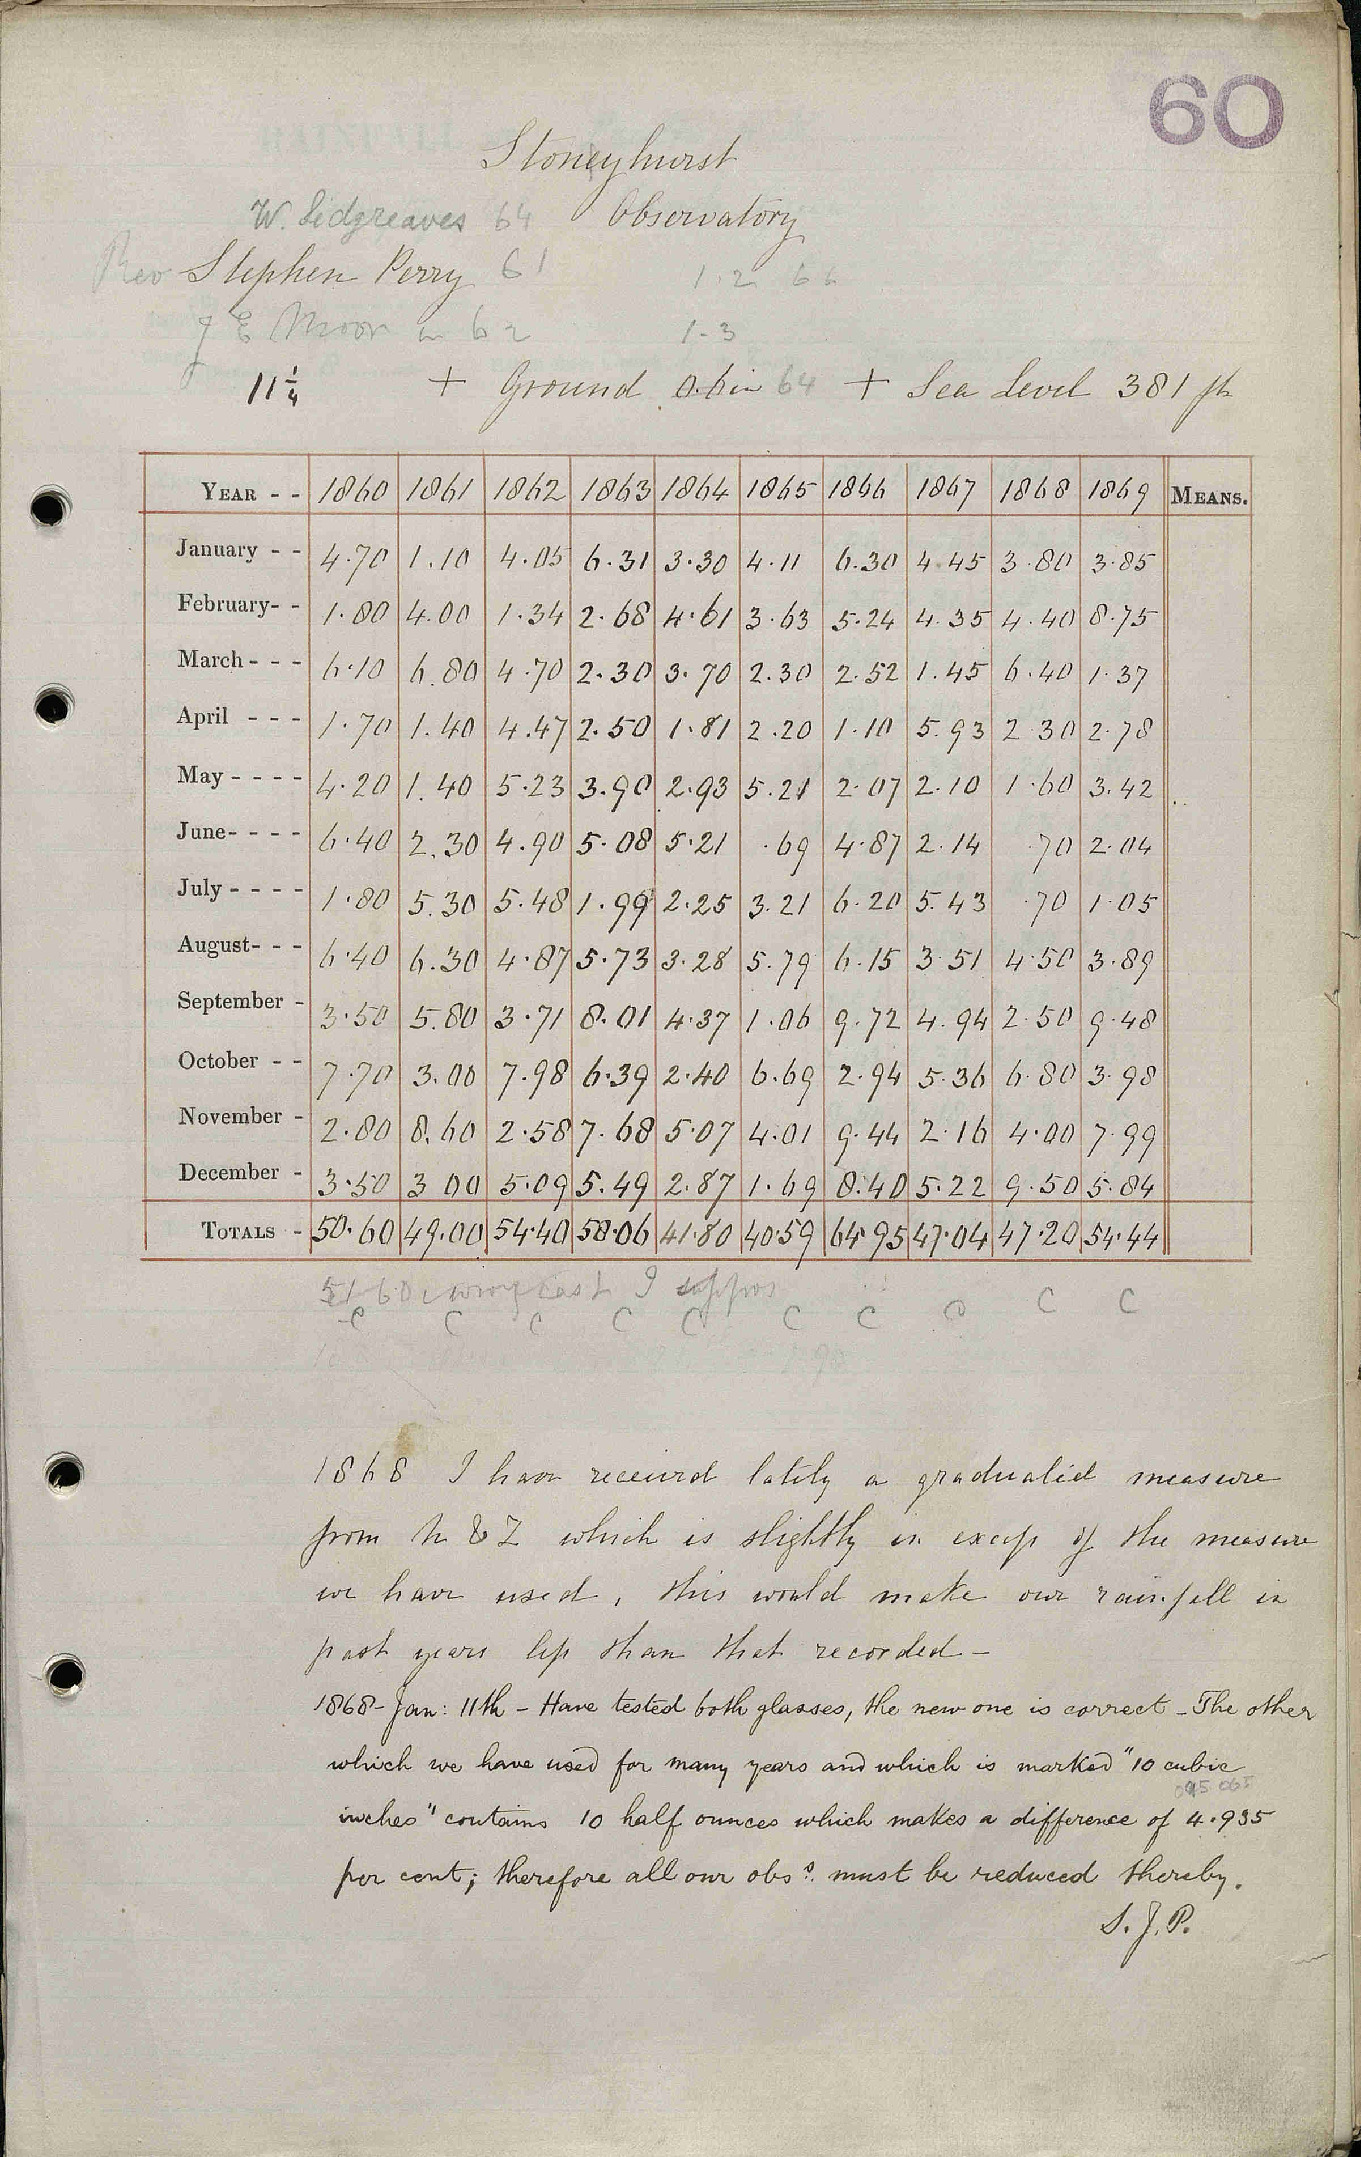 60
Stoneyhurst
W. Sidgreaves 64 Observatory
Rev Stephen Perry 61 1.2 66
J E Moor in 62 1-3
11 1/4 + Ground 64 + Sea Level 381 ft
YEAR - - 1860 1861 1862 1863 1864 1865 1866 1867 1868 1869 MEANS.
January - - 4.70 1.10 4.05 6.31 3.30 4.11 6.30 4.45 3.80 3.85
February- - 1.80 4.00 1.34 2.68 4.61 3.63 5.24 4.35 4.40 8.75
March - - - 6.10 6.80 4.70 2.30 3.70 2.30 2.52 1.45 6.40 1.37
April - - - 1.70 1.40 4.47 2.50 1.81 2.20 1.10 5.93 2.30 2.78
May - - - - 4.20 1.40 5.23 3.90 2.93 5.21 2.07 2.10 1.60 3.42
June- - - - 6.40 2.30 4.90 5.08 5.21 .69 4.87 2.14 .70 2.04
July - - - - 1.80 5.30 5.48 1.99 2.25 3.21 6.20 5.43 .70 1.05
August- - - 6.40 6.30 4.87 5.73 3.28 5.79 6.15 3.51 4.50 3.89
September - 3.50 5.80 3.71 8.01 4.37 1.06 9.72 4.94 2.50 9.48
October - - 7.70 3.00 7.98 6.39 2.40 6.69 2.94 5.36 6.80 3.98
November - 2.80 8.60 2.58 7.68 5.07 4.01 9.44 2.16 4.00 7.99
December - 3.50 3 00 5.09 5.49 2.87 1.69 8.40 5.22 9.50 5.84
TOTALS - 50.60 49.00 54.40 58.06 41.80 40.59 64.95 47.04 47.20 54.44
51 60 wrong cast I suppos
C C C C C C C C C C
1868 I have received lately a graduated measure
from N & Z which is slightly in excess of the measure
we have used, this would make our rainfall in
past years less than that recorded -
1868 - Jan: 11th - Have tested both glasses, the new one is correct - The other
which we have used for many years and which is marked "10 cubic
inches" contains 10 half ounces which makes a difference of 4.935
per cent; therefore all our obsns. must be reduced thereby.
S. J. P.